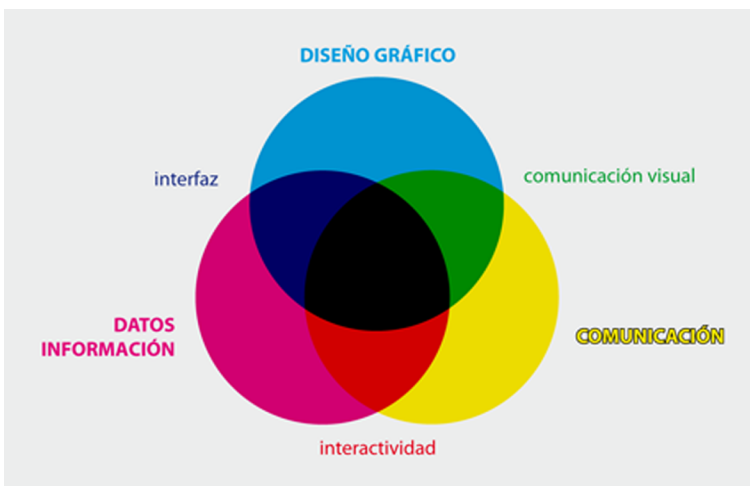 DISEÑO GRÁFICO
interfaz
comunicación visual
DATOS
INFORMACIÓN
COMUNICACIÓN
interactividad